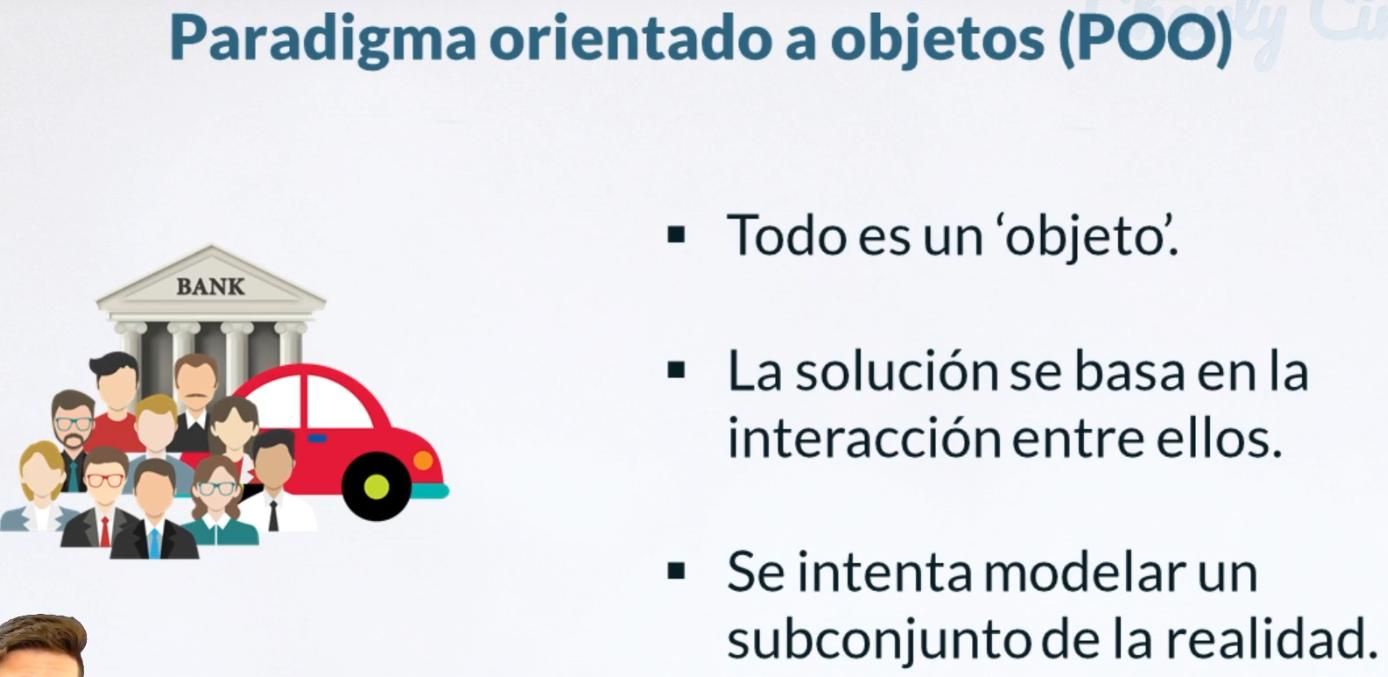 Paradigma orientado a objetos (POO)
BANK
▪ Todo es un ‘objeto’.
▪ La solución se basa en la
interacción entre ellos.
▪ Se intenta modelar un
subconjunto de la realidad.